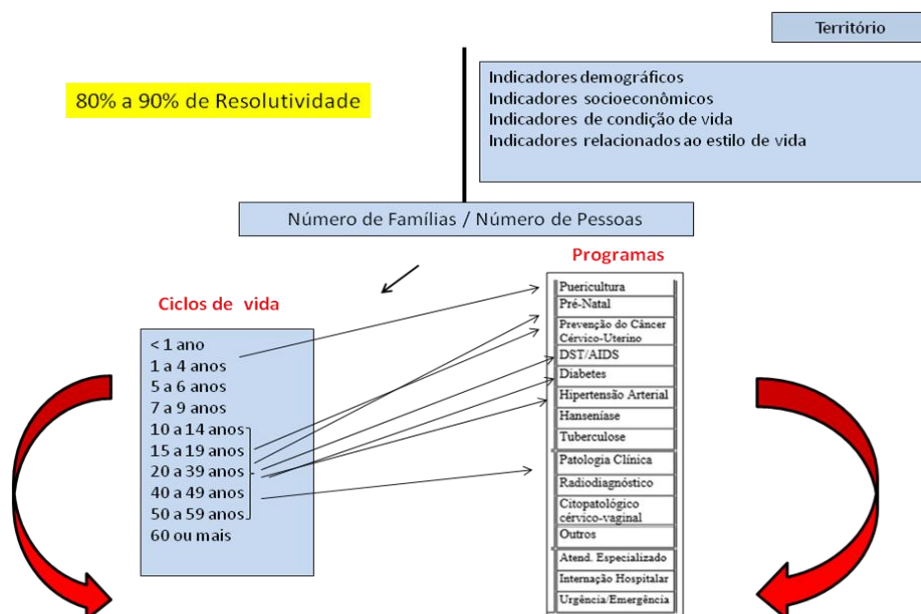 Território
80% a 90% de Resolutividade
Indicadores demográficos
Indicadores socioeconômicos
Indicadores de condição de vida
Indicadores relacionados ao estilo de vida
Número de Famílias / Número de Pessoas
Ciclos de vida
< 1 ano
1 a 4 anos
5 a 6 anos
7 a 9 anos
10 a 14 anos
15 a 19 anos
20 a 39 anos
40 a 49 anos
50 a 59 anos
60 ou mais
Programas
Puericultura
Pré-Natal
Prevenção do Câncer
Cérvico-Uterino
DST/AIDS
Diabetes
Hipertensão Arterial
Hanseníase
Tuberculose
Patologia Clínica
Radiodiagnóstico
Citopatológico
cérvico-vaginal
Outros
Atend. Especializado
Internação Hospitalar
Urgência/Emergência